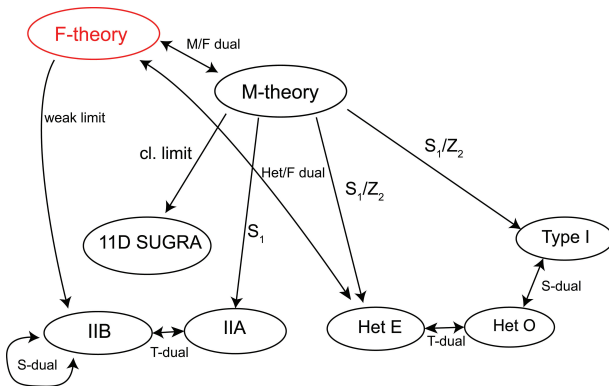 F-theory
M/F dual
M-theory
weak limit
cl. limit
Het/F dual
S₁/Z₂
S₁/Z₂
11D SUGRA
S₁
Type I
S-dual
IIB
IIA
Het E
Het O
T-dual
T-dual
S-dual